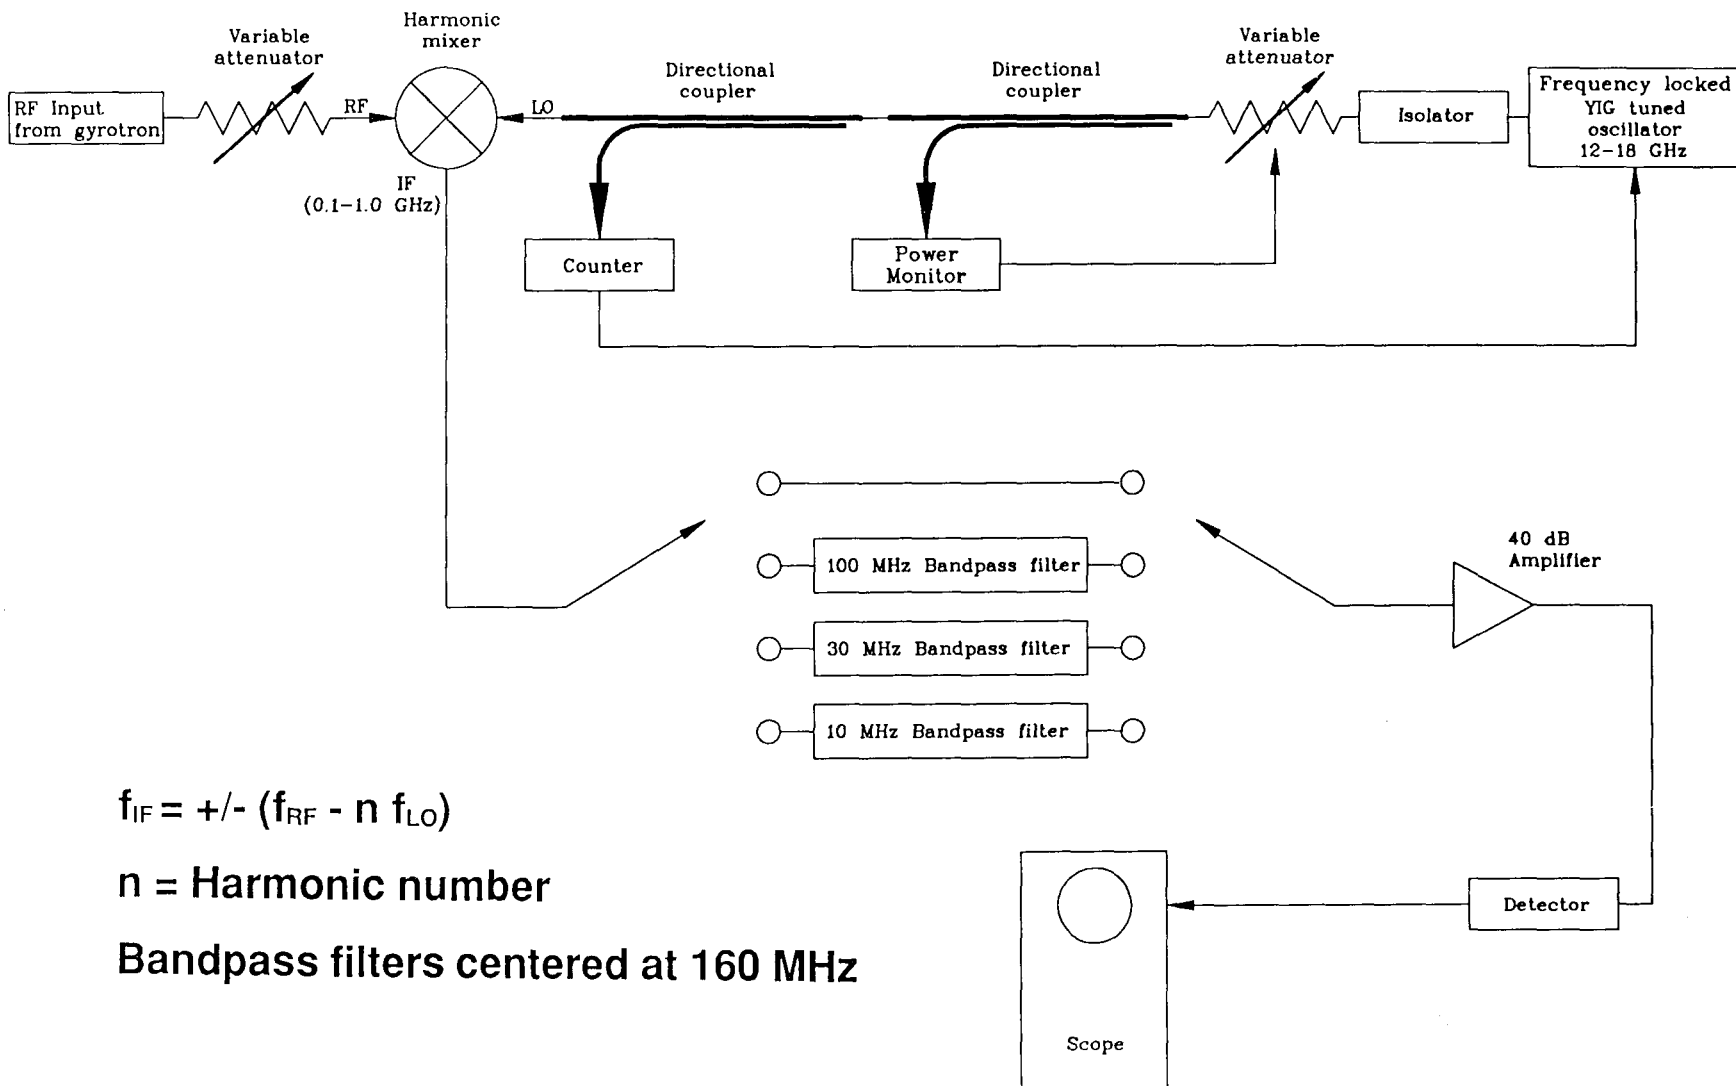 Harmonic
mixer
Variable
attenuator
Directional
coupler
Directional
coupler
Variable
attenuator
RF Input
from gyrotron
RF
LO
Isolator
Frequency locked
YIG tuned
oscillator
12-18 GHz
IF
(0.1-1.0 GHz)
Counter
Power
Monitor
40 dB
Amplifier
100 MHz Bandpass filter
30 MHz Bandpass filter
10 MHz Bandpass filter
fIF = +/- (fRF - n fLO)
n = Harmonic number
Bandpass filters centered at 160 MHz
Detector
Scope